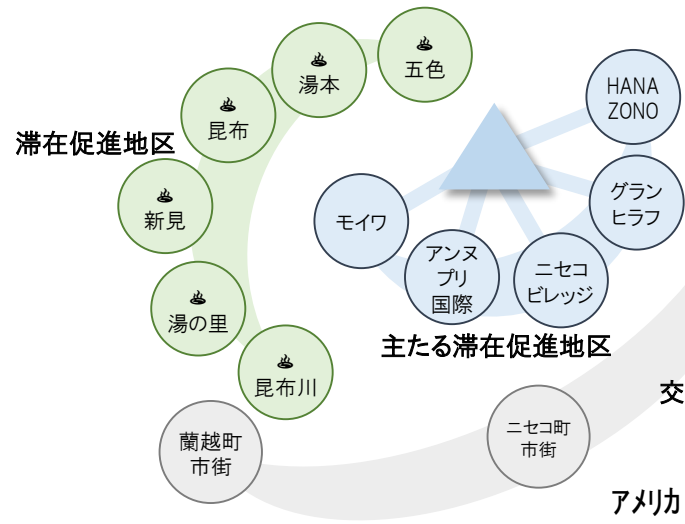 五色
湯本
HANA
ZONO
昆布
滞在促進地区
グラン
ヒラフ
新見
モイワ
アンヌ
プリ
国際
ニセコ
ビレッジ
湯の里
主たる滞在促進地区
昆布川
交
ニセコ町
市街
蘭越町
市街
アメリカ